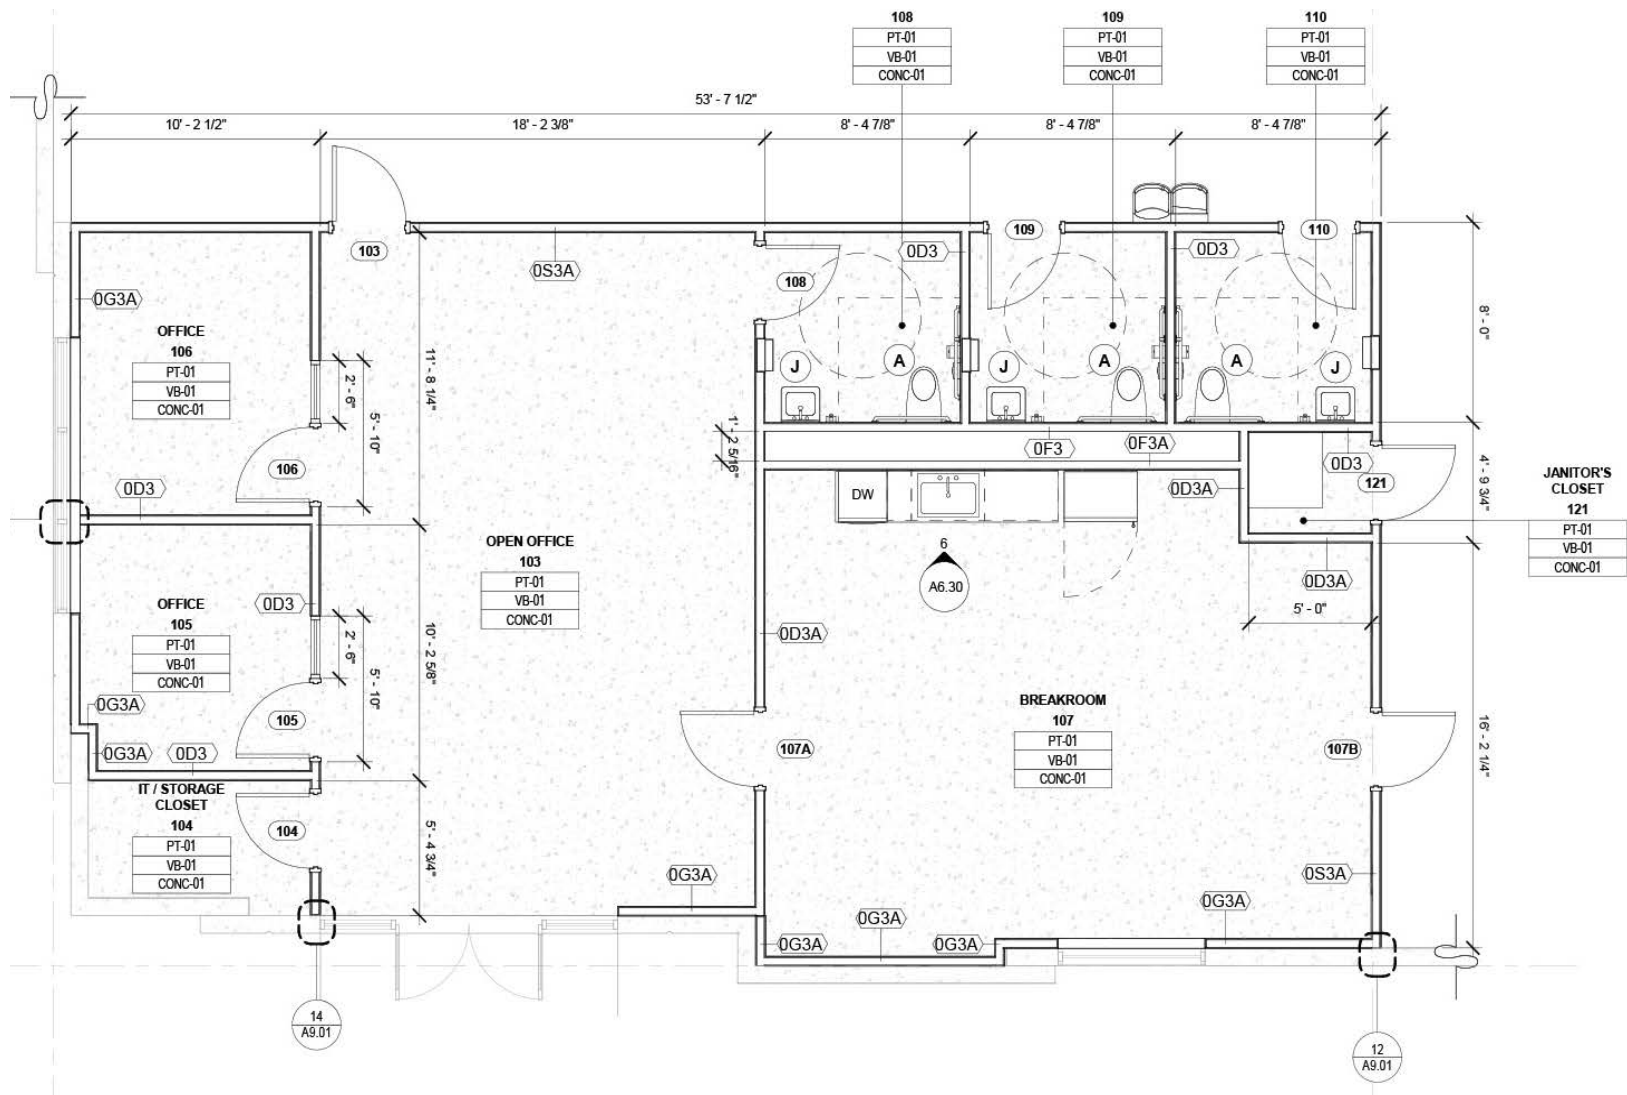 108
PT-01
VB-01
CONC-01
109
PT-01
VB-01
CONC-01
110
PT-01
VB-01
CONC-01
53' - 7 1/2"
10' - 2 1/2"
18' - 2 3/8"
8' - 4 7/8"
8' - 4 7/8"
8' - 4 7/8"
103
0S3A
108
0D3
109
0D3
110
0G3A
OFFICE
106
PT-01
VB-01
CONC-01
2' - 6"
5' - 10"
11' - 8 1/4"
8' - 0"
J
A
J
A
A
J
1' - 2 5/16"
0F3
0F3A
0D3
121
4' - 9 3/4"
106
0D3
DW
0D3A
JANITOR'S
CLOSET
121
PT-01
VB-01
CONC-01
OPEN OFFICE
103
PT-01
VB-01
CONC-01
6
A6.30
0D3A
5' - 0"
OFFICE
105
PT-01
VB-01
CONC-01
0D3
2' - 6"
5' - 10"
10' - 2 5/8"
0D3A
0G3A
0G3A
0D3
105
BREAKROOM
107
PT-01
VB-01
CONC-01
107A
107B
16' - 2 1/4"
IT / STORAGE
CLOSET
104
PT-01
VB-01
CONC-01
104
5' - 4 3/4"
0G3A
0S3A
0G3A
0G3A
0G3A
0G3A
14
A9.01
12
A9.01